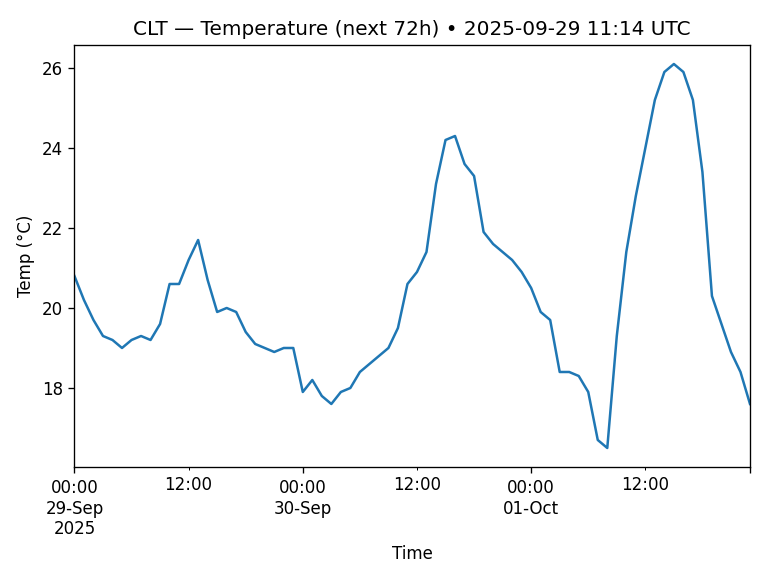 CLT — Temperature (next 72h) • 2025-09-29 11:14 UTC
26
24
22
20
18
Temp (°C)
00:00 12:00 00:00 12:00 00:00 12:00
29-Sep 30-Sep 01-Oct
2025
Time